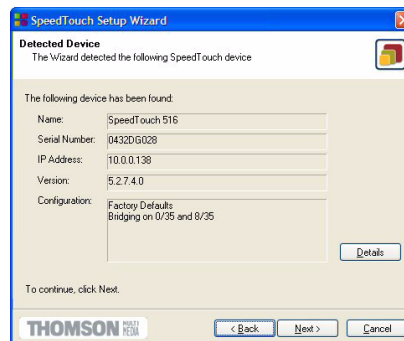 SpeedTouch Setup Wizard
Detected Device
The Wizard detected the following SpeedTouch device
The following device has been found:
Name: SpeedTouch 516
Serial Number: 0432DG028
IP Address: 10.0.0.138
Version: 5.2.7.4.0
Configuration: Factory Defaults
Bridging on 0/35 and 8/35
Details
To continue, click Next.
THOMSON MULTI MEDIA
< Back Next > Cancel